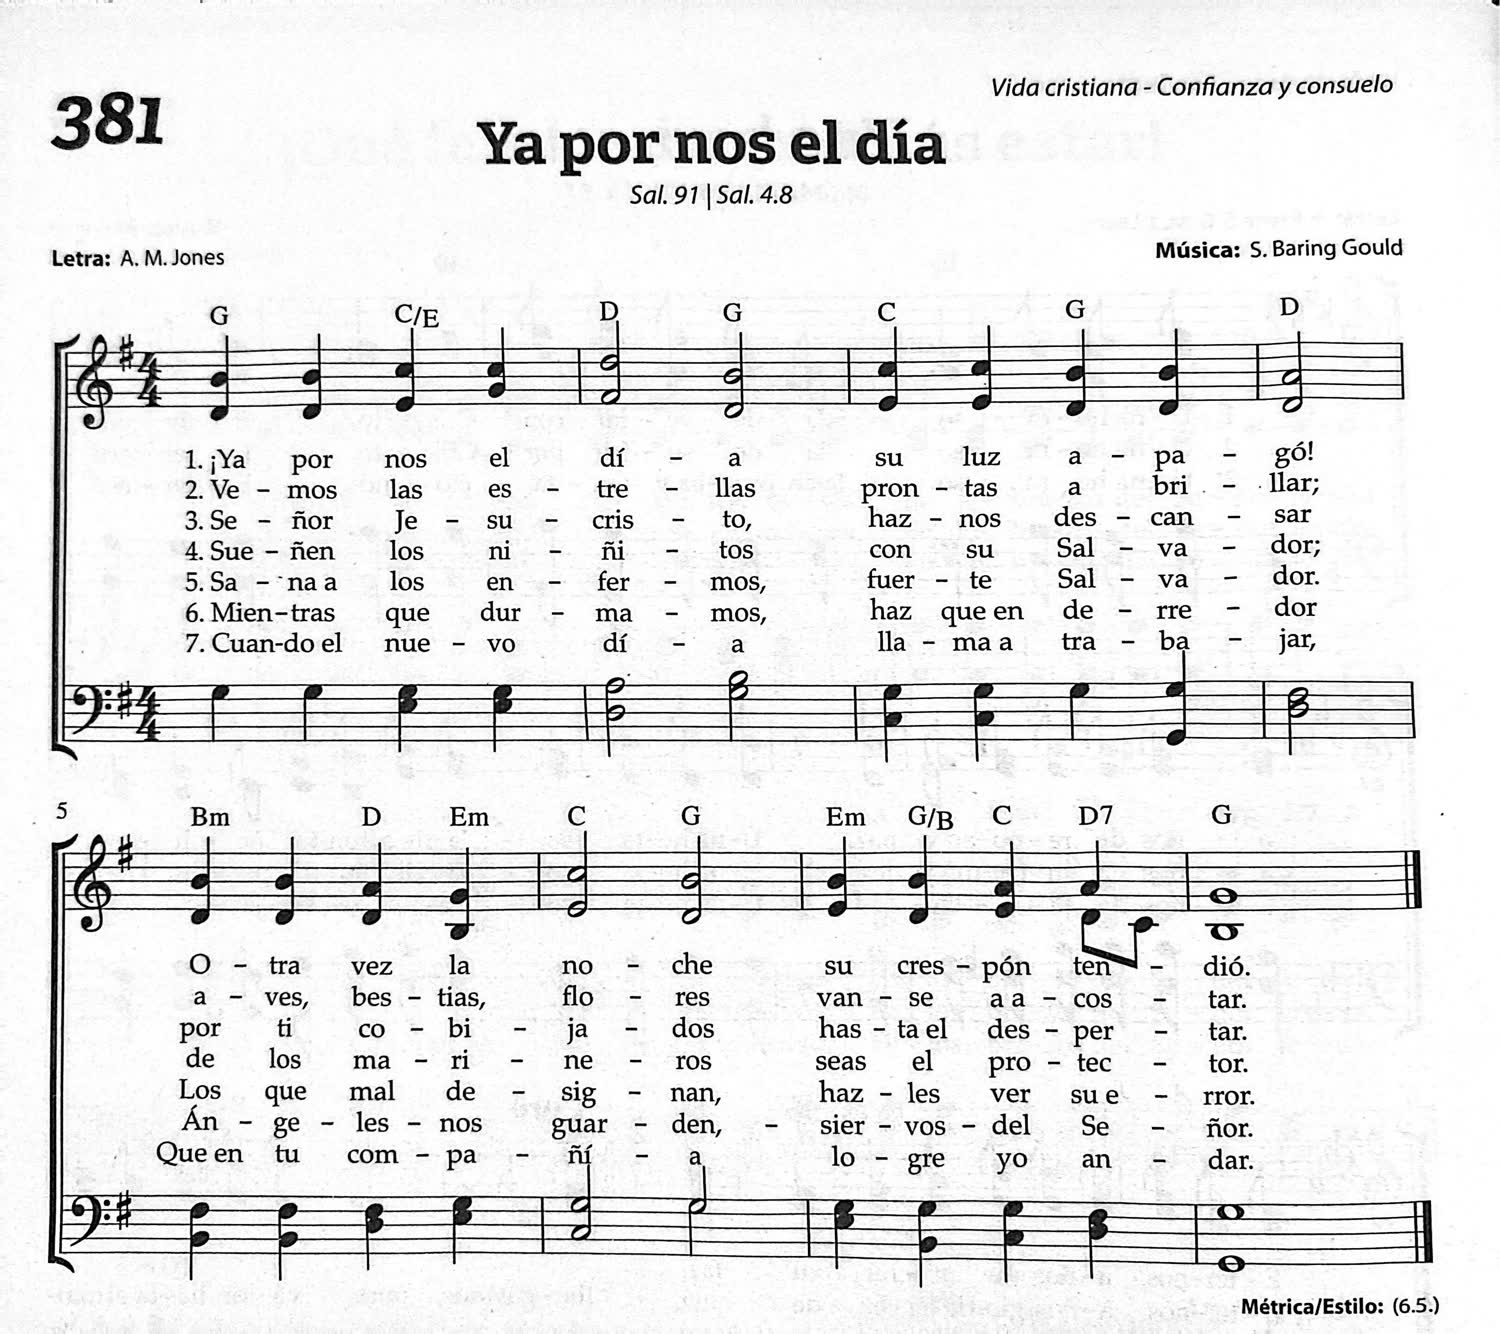 Vida cristiana - Confianza y consuelo
381
Ya por nos el día
Sal. 91 | Sal. 4.8
Letra: A. M. Jones
Música: S. Baring Gould
G C/E D G C G D
1. ¡Ya por nos el dí - a su luz a - pa - gó!
2. Ve - mos las es - tre - llas pron - tas a bri llar;
3. Se - ñor Je - su - cris - to, haz - nos des - can - sar
4. Sue - ñen los ni - ñi - tos con su Sal - va - dor;
5. Sa - na a los en - fer - mos, fuer - te Sal - va - dor.
6. Mien - tras que dur - ma - mos, haz que en de - rre - dor
7. Cuan-do el nue - vo dí - a lla - ma a tra - ba - jar,
5 Bm D Em C G Em G/B C D7 G
O - tra vez la no - che su cres - pón ten - dió.
a - ves, bes - tias, flo - res van - se a a - cos - tar.
por ti co - bi - ja - dos has - ta el des - per - tar.
de los ma - ri - ne - ros seas el pro - tec - tor.
Los que mal de - sig - nan, haz - les ver su e - rror.
Án - ge - les - nos guar - den, - sier - vos - del Se - ñor.
Que en tu com - pa - ñí - a lo - gre yo an - dar.
Métrica/Estilo: (6.5.)